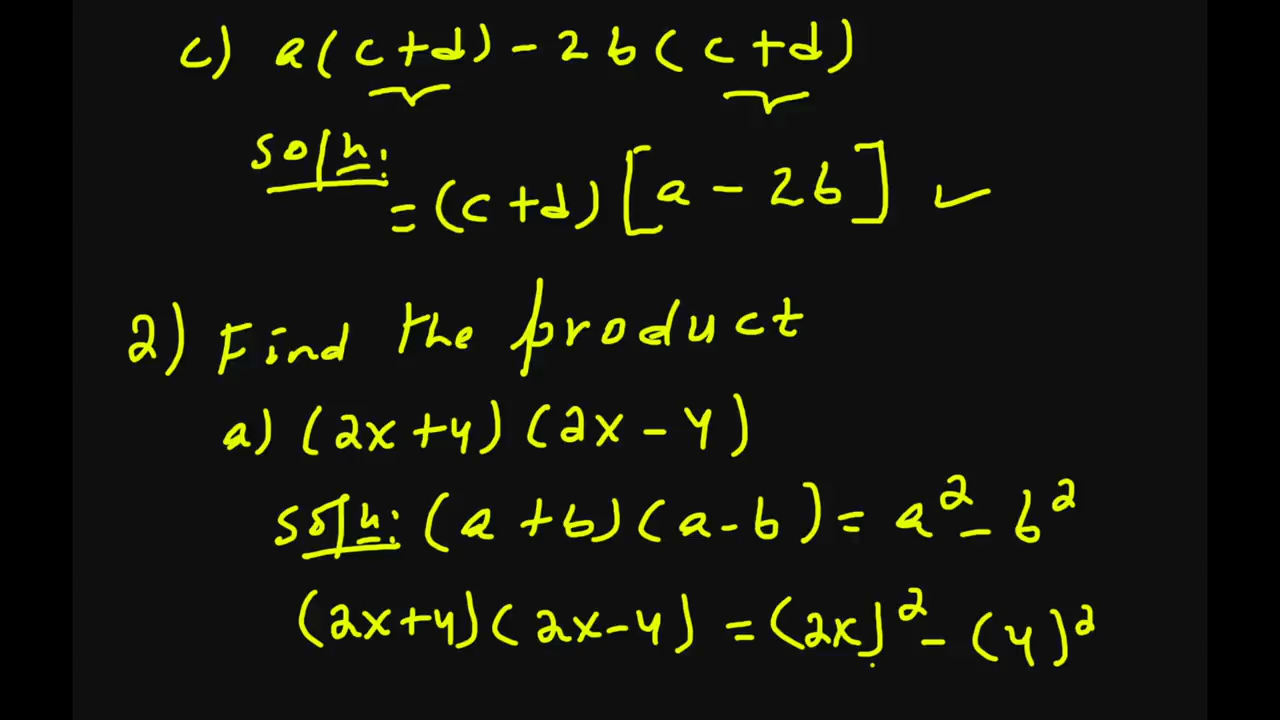 c) a(c+d)-2b(c+d)
soln:
=(c+d)[a-2b] ✓
2) Find the product
a) (2x+y)(2x-y)
soln: (a+b)(a-b)=a²-b²
(2x+y)(2x-y)=(2x)²-(y)²